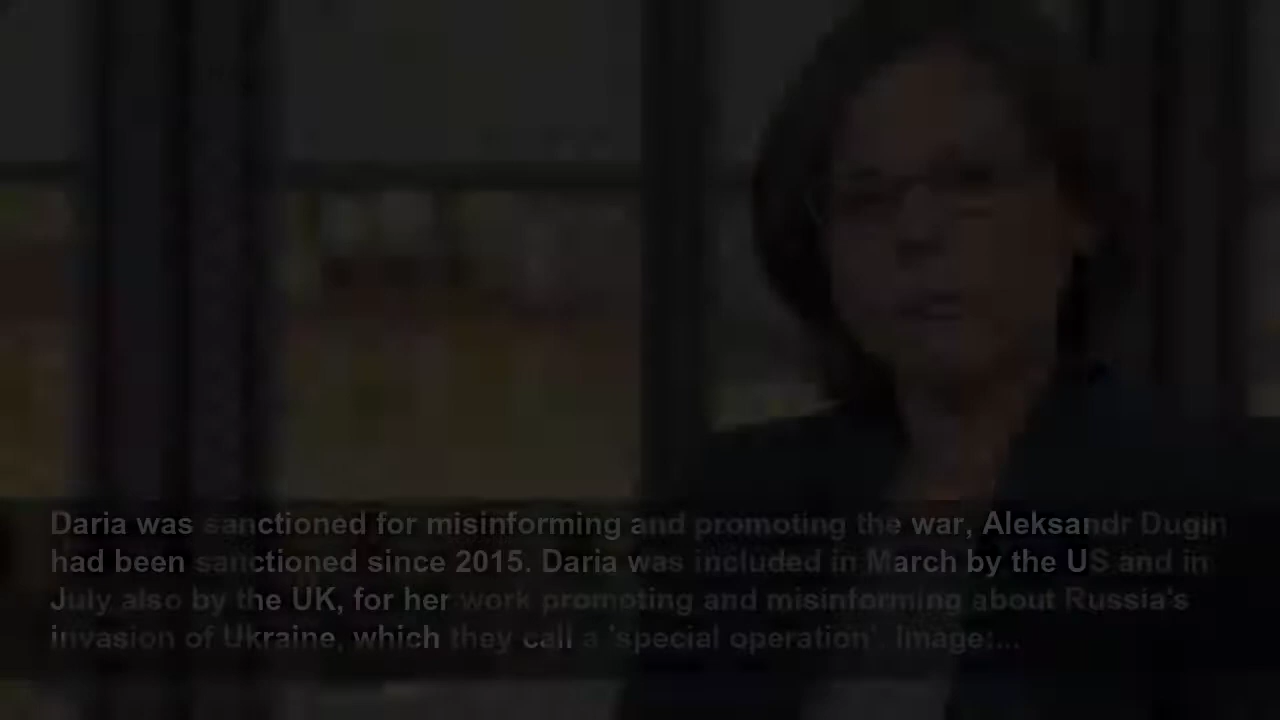 Daria was sanctioned for misinforming and promoting the war, Aleksandr Dugin
had been sanctioned since 2015. Daria was included in March by the US and in
July also by the UK, for her work promoting and misinforming about Russia's
invasion of Ukraine, which they call a 'special operation'. Image:...